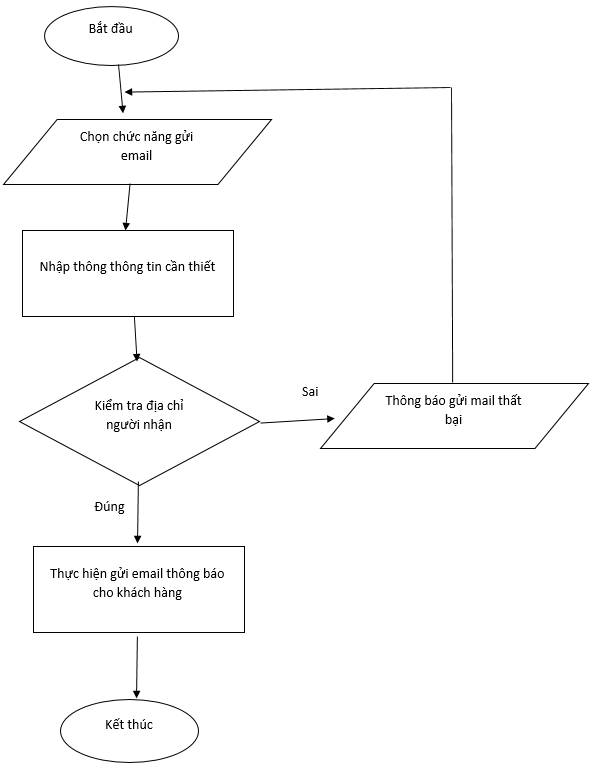 Bắt đầu
Chọn chức năng gửi
email
Nhập thông thông tin cần thiết
Kiểm tra địa chỉ
người nhận
Sai
Thông báo gửi mail thất
bại
Đúng
Thực hiện gửi email thông báo
cho khách hàng
Kết thúc